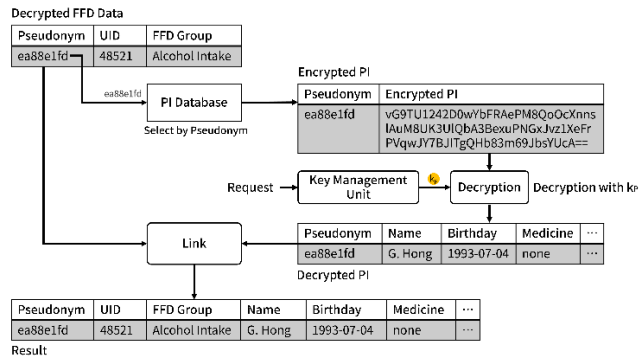 Decrypted FFD Data
Pseudonym UID FFD Group
ea88e1fd 48521 Alcohol Intake
ea88e1fd
PI Database
Select by Pseudonym
Encrypted PI
Pseudonym Encrypted PI
ea88e1fd vG9TU1242D0wYbFRAePM8QoOcXnns
lAuM8UK3UlQbA3BexuPNGxJvz1XeFr
PVqwJY7BJITgQHb83m69JbsYUcA==
Request
Key Management
Unit
kP
Decryption
Decryption with kP
Link
Pseudonym Name Birthday Medicine ...
ea88e1fd G. Hong 1993-07-04 none ...
Decrypted PI
Pseudonym UID FFD Group Name Birthday Medicine ...
ea88e1fd 48521 Alcohol Intake G. Hong 1993-07-04 none ...
Result